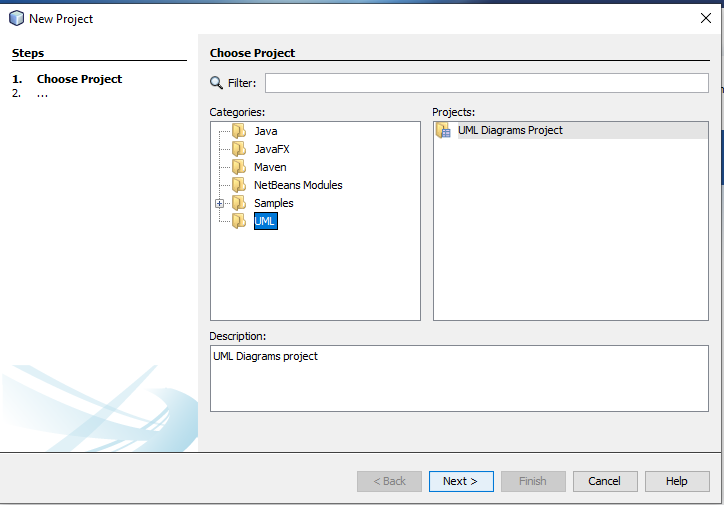 New Project
Steps
1. Choose Project
2. ...
Choose Project
Filter:
Categories:
Java
JavaFX
Maven
NetBeans Modules
Samples
UML
Projects:
UML Diagrams Project
Description:
UML Diagrams project
< Back
Next >
Finish
Cancel
Help